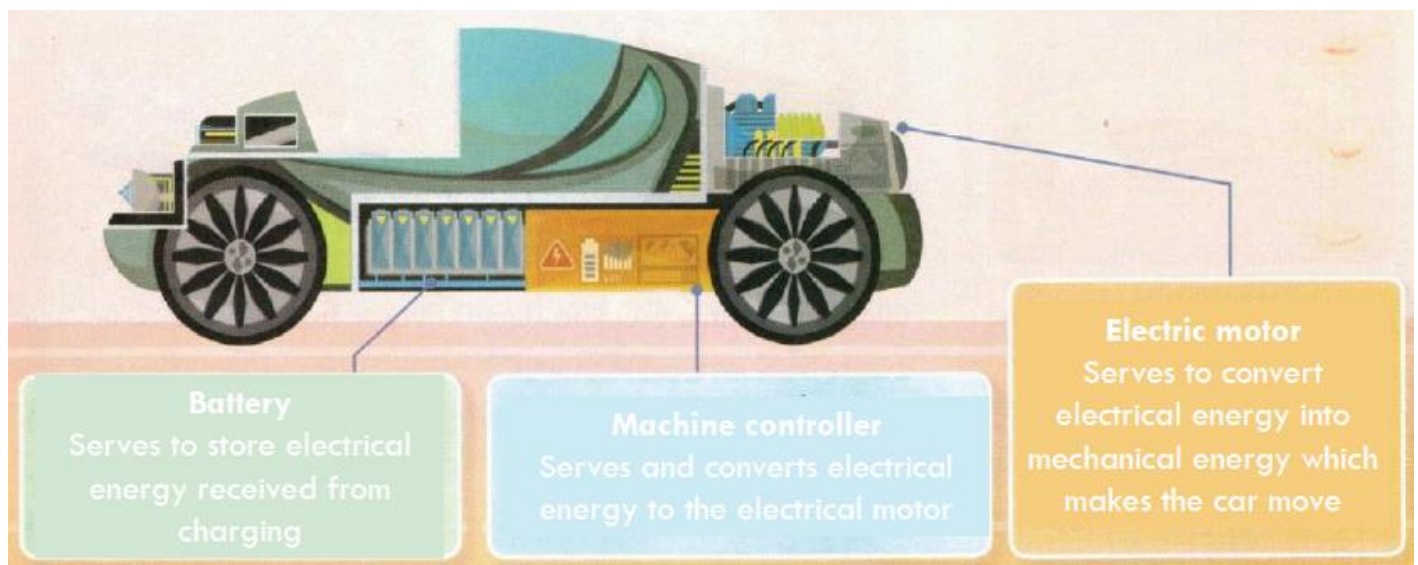 Battery
Serves to store electrical
energy received from
charging
Machine controller
Serves and converts electrical
energy to the electrical motor
Electric motor
Serves to convert
electrical energy into
mechanical energy which
makes the car move